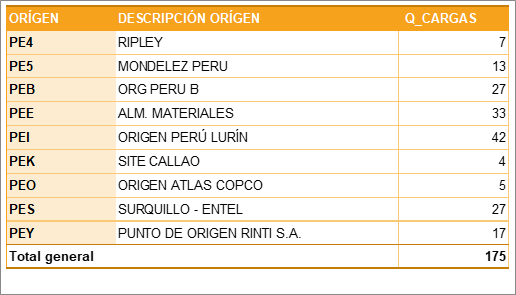 ORÍGEN DESCRIPCIÓN ORÍGEN Q_CARGAS
PE4 RIPLEY 7
PE5 MONDELEZ PERU 13
PEB ORG PERU B 27
PEE ALM. MATERIALES 33
PEI ORIGEN PERÚ LURÍN 42
PEK SITE CALLAO 4
PEO ORIGEN ATLAS COPCO 5
PES SURQUILLO - ENTEL 27
PEY PUNTO DE ORIGEN RINTI S.A. 17
Total general 175